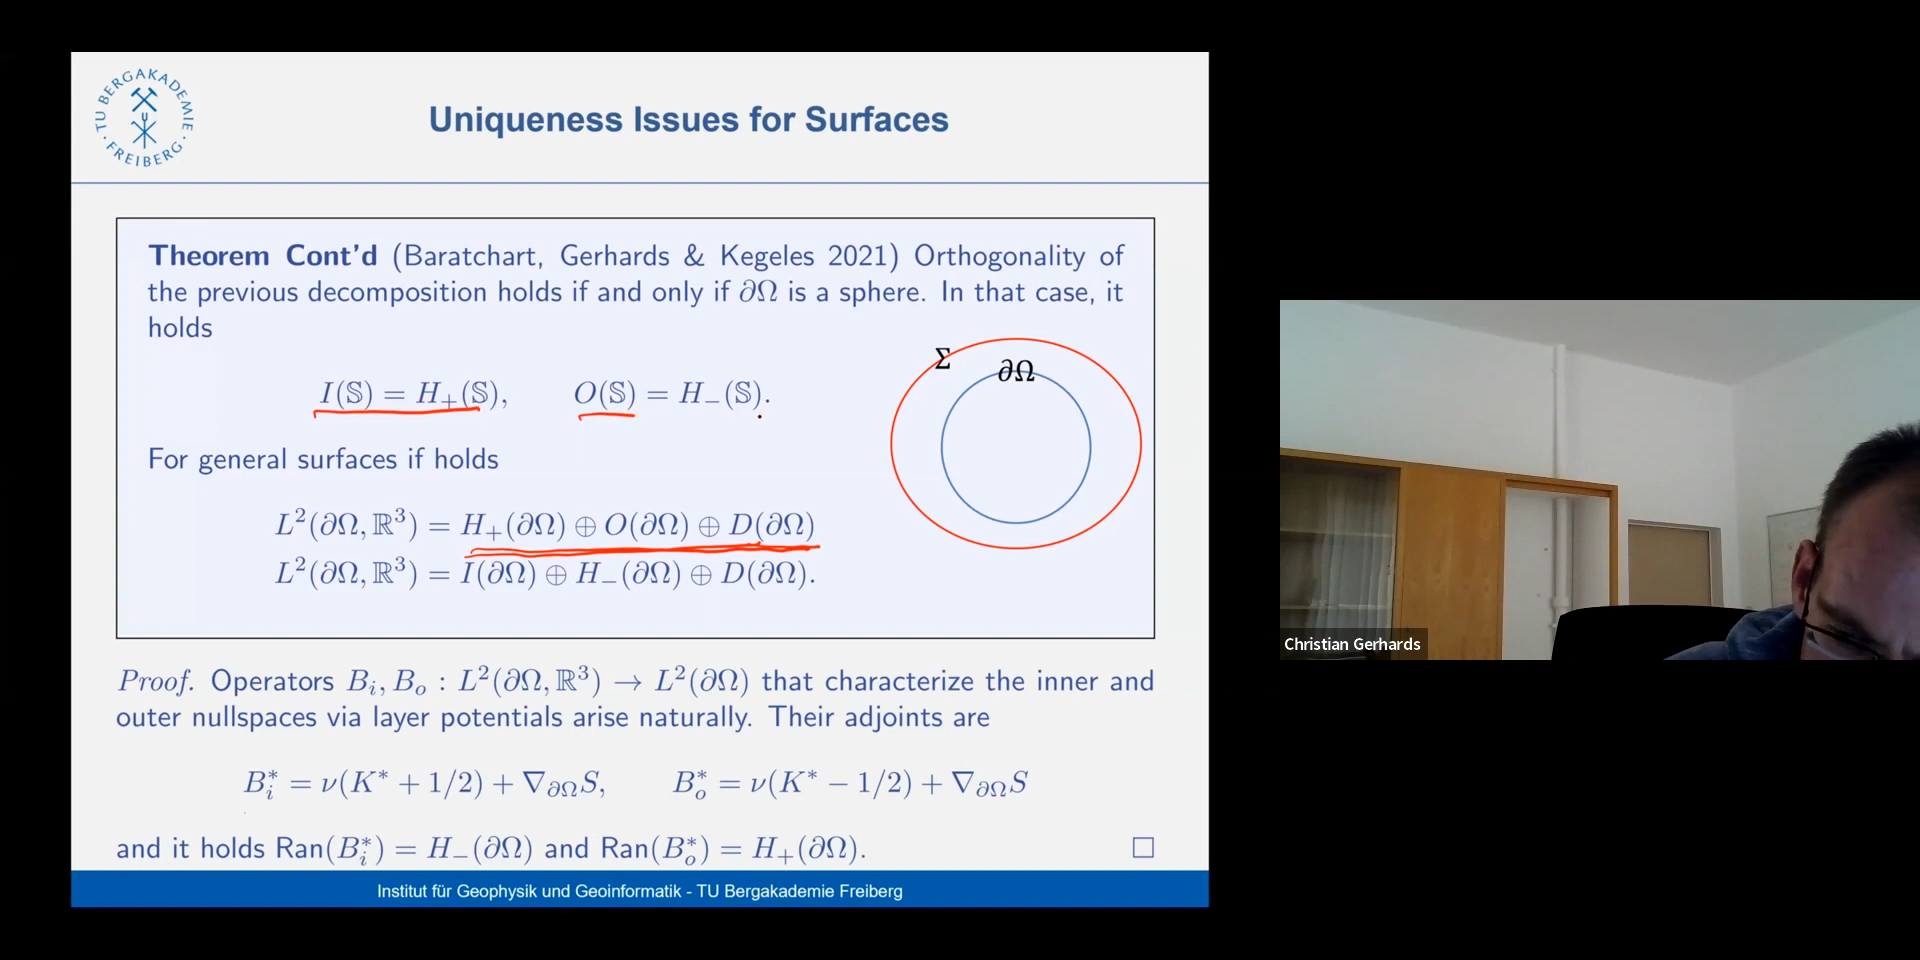 TU BERGAKADEMIE
· FREIBERG ·
Uniqueness Issues for Surfaces
Theorem Cont'd (Baratchart, Gerhards & Kegeles 2021) Orthogonality of
the previous decomposition holds if and only if ∂Ω is a sphere. In that case, it
holds
Σ
∂Ω
I(𝕊) = H₊(𝕊), O(𝕊) = H₋(𝕊).
For general surfaces if holds
L²(∂Ω, ℝ³) = H₊(∂Ω) ⊕ O(∂Ω) ⊕ D(∂Ω)
L²(∂Ω, ℝ³) = I(∂Ω) ⊕ H₋(∂Ω) ⊕ D(∂Ω).
Proof. Operators Bᵢ, Bₒ : L²(∂Ω, ℝ³) → L²(∂Ω) that characterize the inner and
outer nullspaces via layer potentials arise naturally. Their adjoints are
Bᵢ* = ν(K* + 1/2) + ∇_∂Ω S, Bₒ* = ν(K* − 1/2) + ∇_∂Ω S
and it holds Ran(Bᵢ*) = H₋(∂Ω) and Ran(Bₒ*) = H₊(∂Ω). □
Institut für Geophysik und Geoinformatik - TU Bergakademie Freiberg
Christian Gerhards